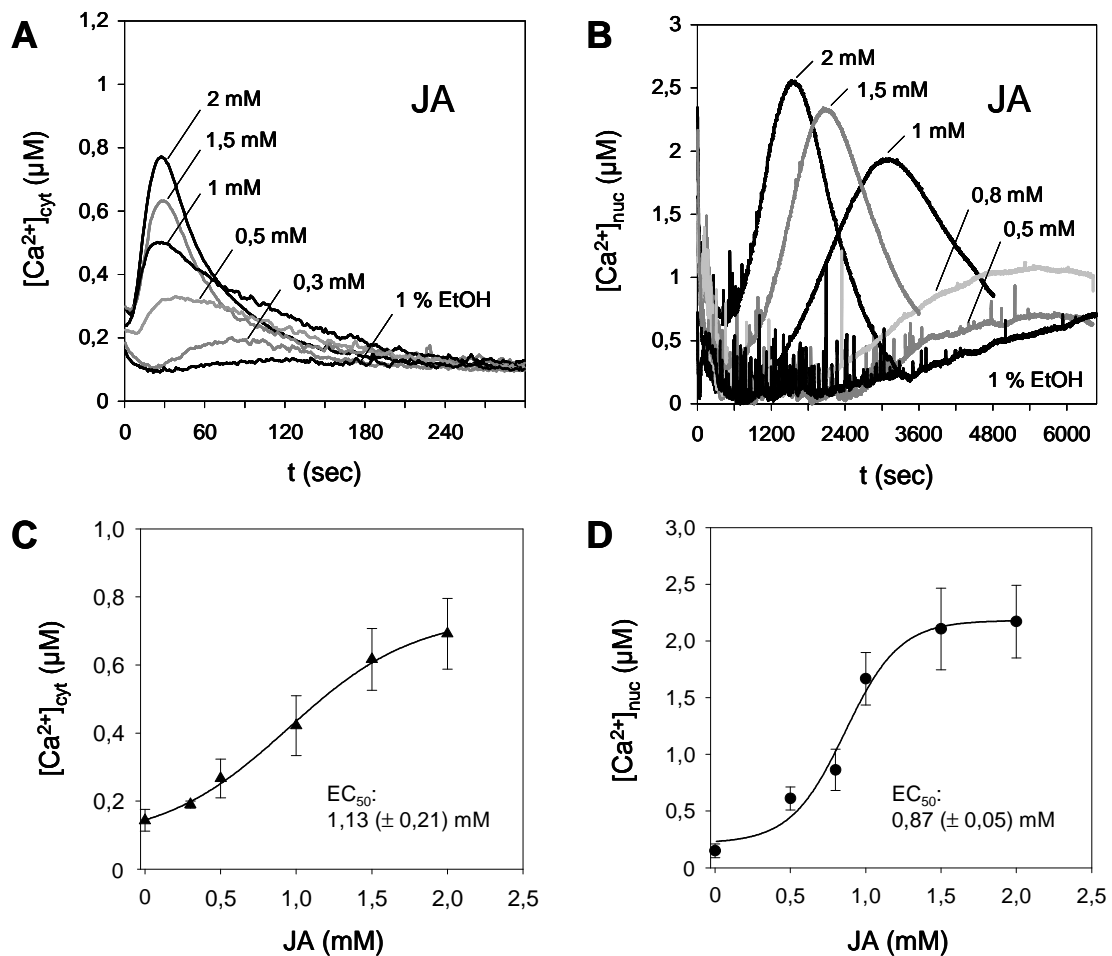 A
[Ca²⁺]cyt (µM)
1,2
1
0,8
0,6
0,4
0,2
0
JA
2 mM
1,5 mM
1 mM
0,5 mM
0,3 mM
1 % EtOH
0 60 120 180 240
t (sec)
B
[Ca²⁺]nuc (µM)
3
2,5
2
1,5
1
0,5
0
JA
2 mM
1,5 mM
1 mM
0,8 mM
0,5 mM
1 % EtOH
0 1200 2400 3600 4800 6000
t (sec)
C
[Ca²⁺]cyt (µM)
1,0
0,8
0,6
0,4
0,2
0
EC₅₀:
1,13 (± 0,21) mM
0 0,5 1,0 1,5 2,0 2,5
JA (mM)
D
[Ca²⁺]nuc (µM)
3,0
2,5
2,0
1,5
1,0
0,5
0
EC₅₀:
0,87 (± 0,05) mM
0 0,5 1,0 1,5 2,0 2,5
JA (mM)